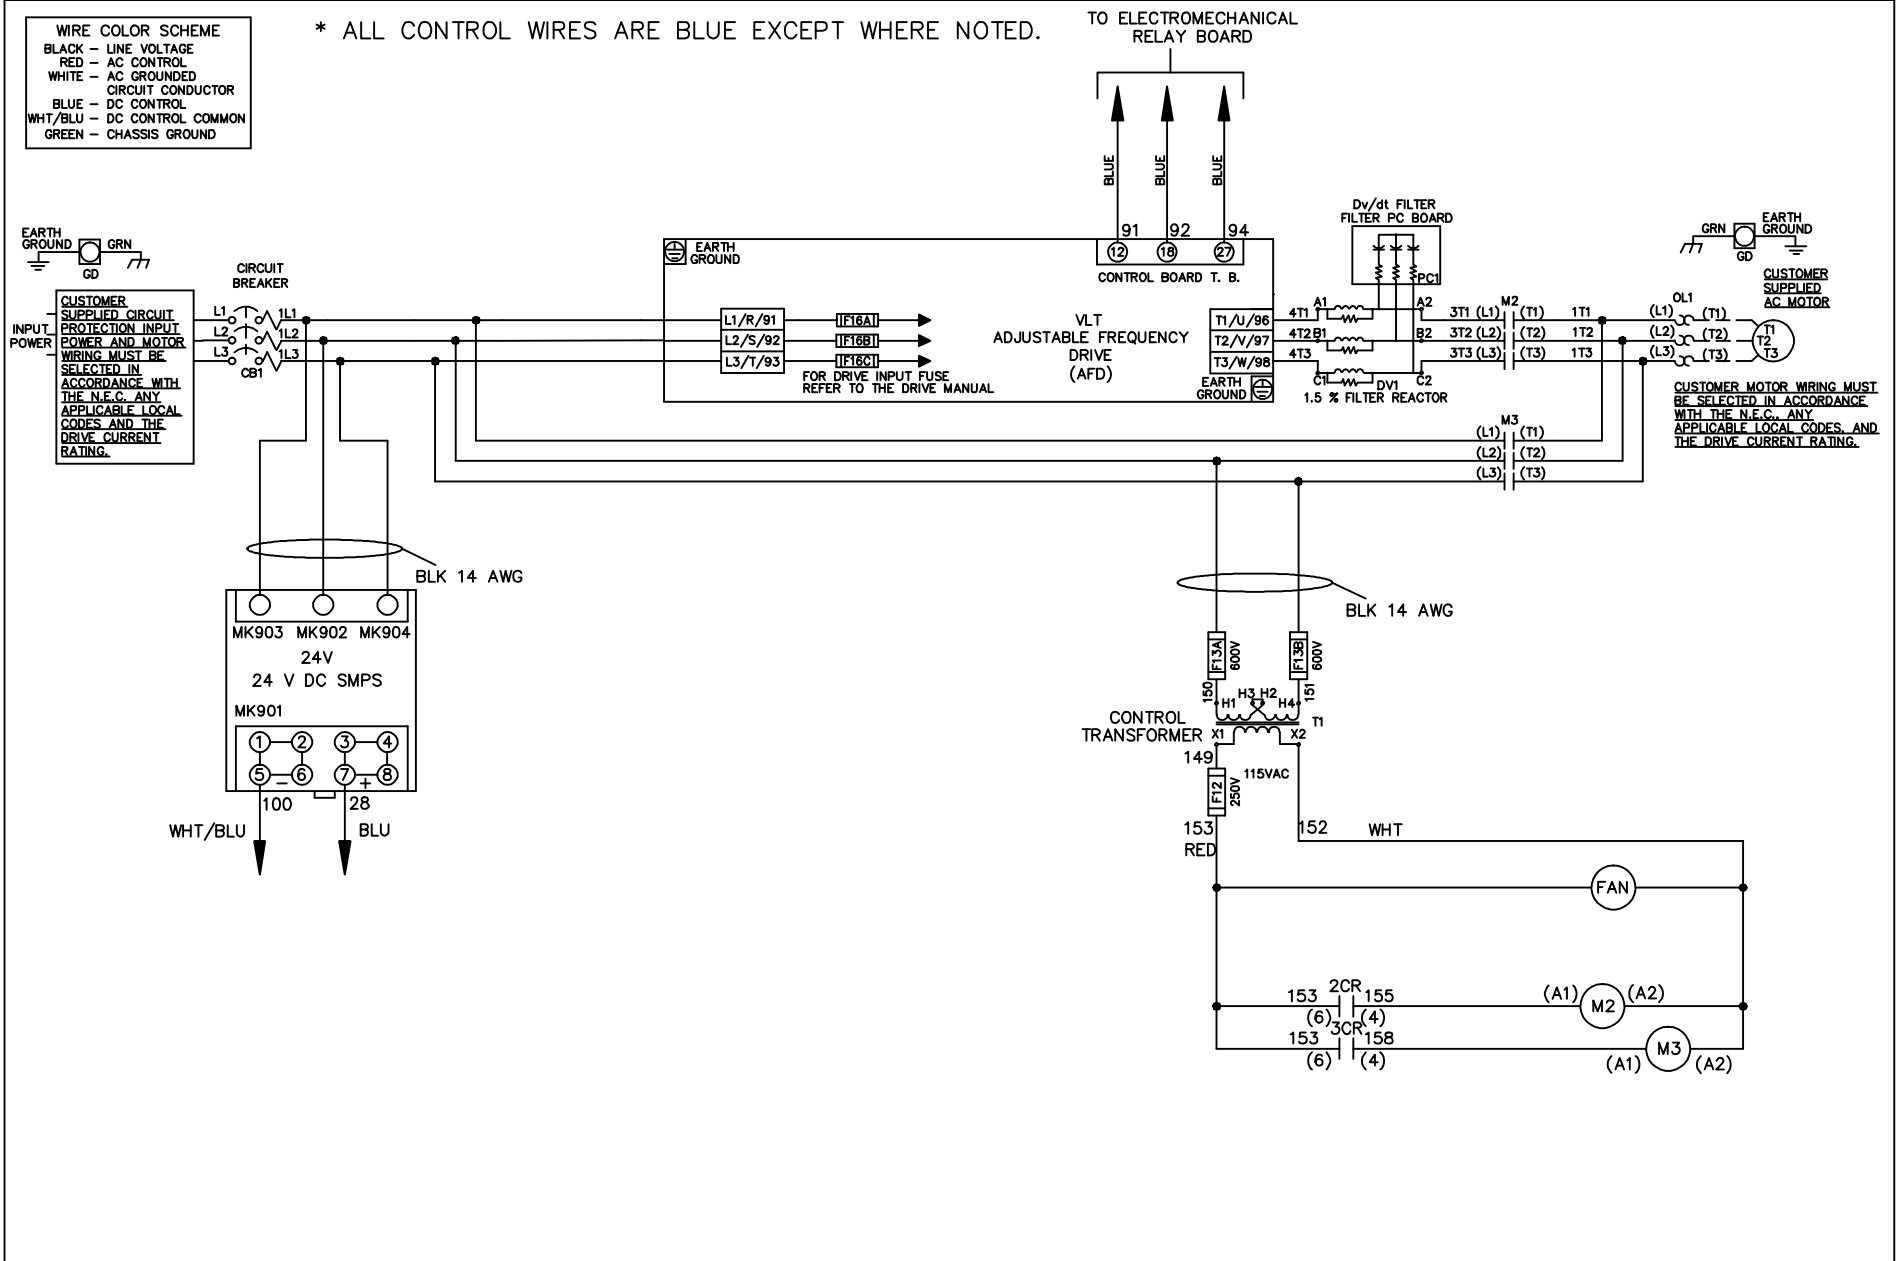 WIRE COLOR SCHEME
BLACK – LINE VOLTAGE
RED – AC CONTROL
WHITE – AC GROUNDED
CIRCUIT CONDUCTOR
BLUE – DC CONTROL
WHT/BLU – DC CONTROL COMMON
GREEN – CHASSIS GROUND
* ALL CONTROL WIRES ARE BLUE EXCEPT WHERE NOTED.
TO ELECTROMECHANICAL
RELAY BOARD
BLUE
BLUE
BLUE
91 92 94
12 18 27
CONTROL BOARD T. B.
EARTH
GROUND
GRN
GD
CIRCUIT
BREAKER
INPUT
POWER
CUSTOMER
SUPPLIED CIRCUIT
PROTECTION INPUT
POWER AND MOTOR
WIRING MUST BE
SELECTED IN
ACCORDANCE WITH
THE N.E.C. ANY
APPLICABLE LOCAL
CODES AND THE
DRIVE CURRENT
RATING.
L1 1L1
L2 1L2
L3 1L3
CB1
EARTH
GROUND
L1/R/91 IF16A
L2/S/92 IF16B
L3/T/93 IF16C
FOR DRIVE INPUT FUSE
REFER TO THE DRIVE MANUAL
VLT
ADJUSTABLE FREQUENCY
DRIVE
(AFD)
T1/U/96
T2/V/97
T3/W/98
EARTH
GROUND
Dv/dt FILTER
FILTER PC BOARD
PC1
4T1 A1 A2
4T2 B1 B2
4T3
C1 DV1 C2
1.5 % FILTER REACTOR
M2
3T1 (L1) (T1) 1T1
3T2 (L2) (T2) 1T2
3T3 (L3) (T3) 1T3
GRN
EARTH
GROUND
GD
CUSTOMER
SUPPLIED
AC MOTOR
OL1
(L1) (T1)
(L2) (T2)
(L3) (T3)
T1
T2
T3
CUSTOMER MOTOR WIRING MUST
BE SELECTED IN ACCORDANCE
WITH THE N.E.C., ANY
APPLICABLE LOCAL CODES, AND
THE DRIVE CURRENT RATING.
M3
(L1) (T1)
(L2) (T2)
(L3) (T3)
BLK 14 AWG
MK903 MK902 MK904
24V
24 V DC SMPS
MK901
1 2 3 4
5 – 6 7 + 8
100 28
WHT/BLU BLU
BLK 14 AWG
F13A 600V
F13B 600V
150 151
H1 H3 H2 H4
T1
CONTROL
TRANSFORMER
X1 X2
149
115VAC
F12 250V
153
RED
152 WHT
FAN
2CR
153 155
(6) (4)
(A1) M2 (A2)
3CR
153 158
(6) (4)
(A1) M3 (A2)